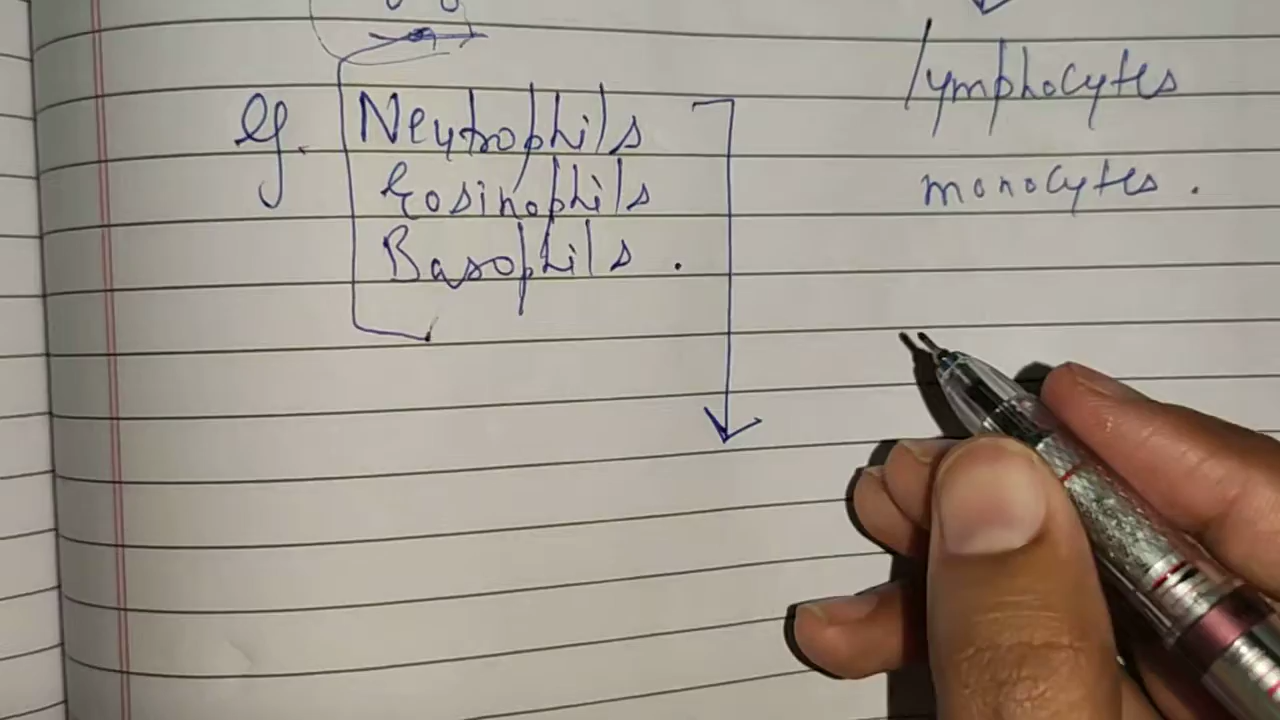 eg. Neutrophils
Eosinophils
Basophils .
lymphocytes
monocytes .